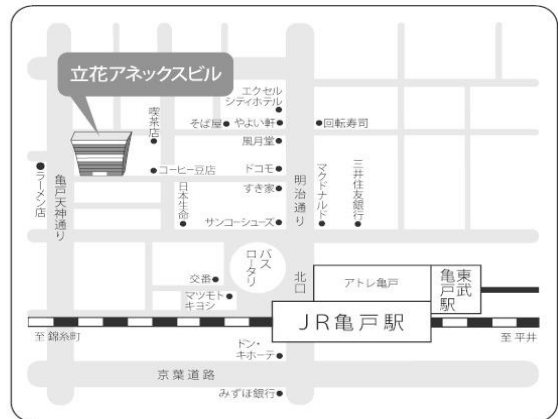 立花アネックスビル
エクセル
シティホテル
喫茶店
そば屋
やよい軒
回転寿司
風月堂
コーヒー豆店
ドコモ
ラーメン店
亀戸天神通り
日本生命
すき家
明治通り
マクドナルド
三井住友銀行
サンコーシューズ
バス
ロータリ
交番
マツモト
キヨシ
北口
アトレ亀戸
東武
亀戸駅
JR亀戸駅
至 錦糸町
至 平井
ドン・
キホーテ
京葉道路
みずほ銀行